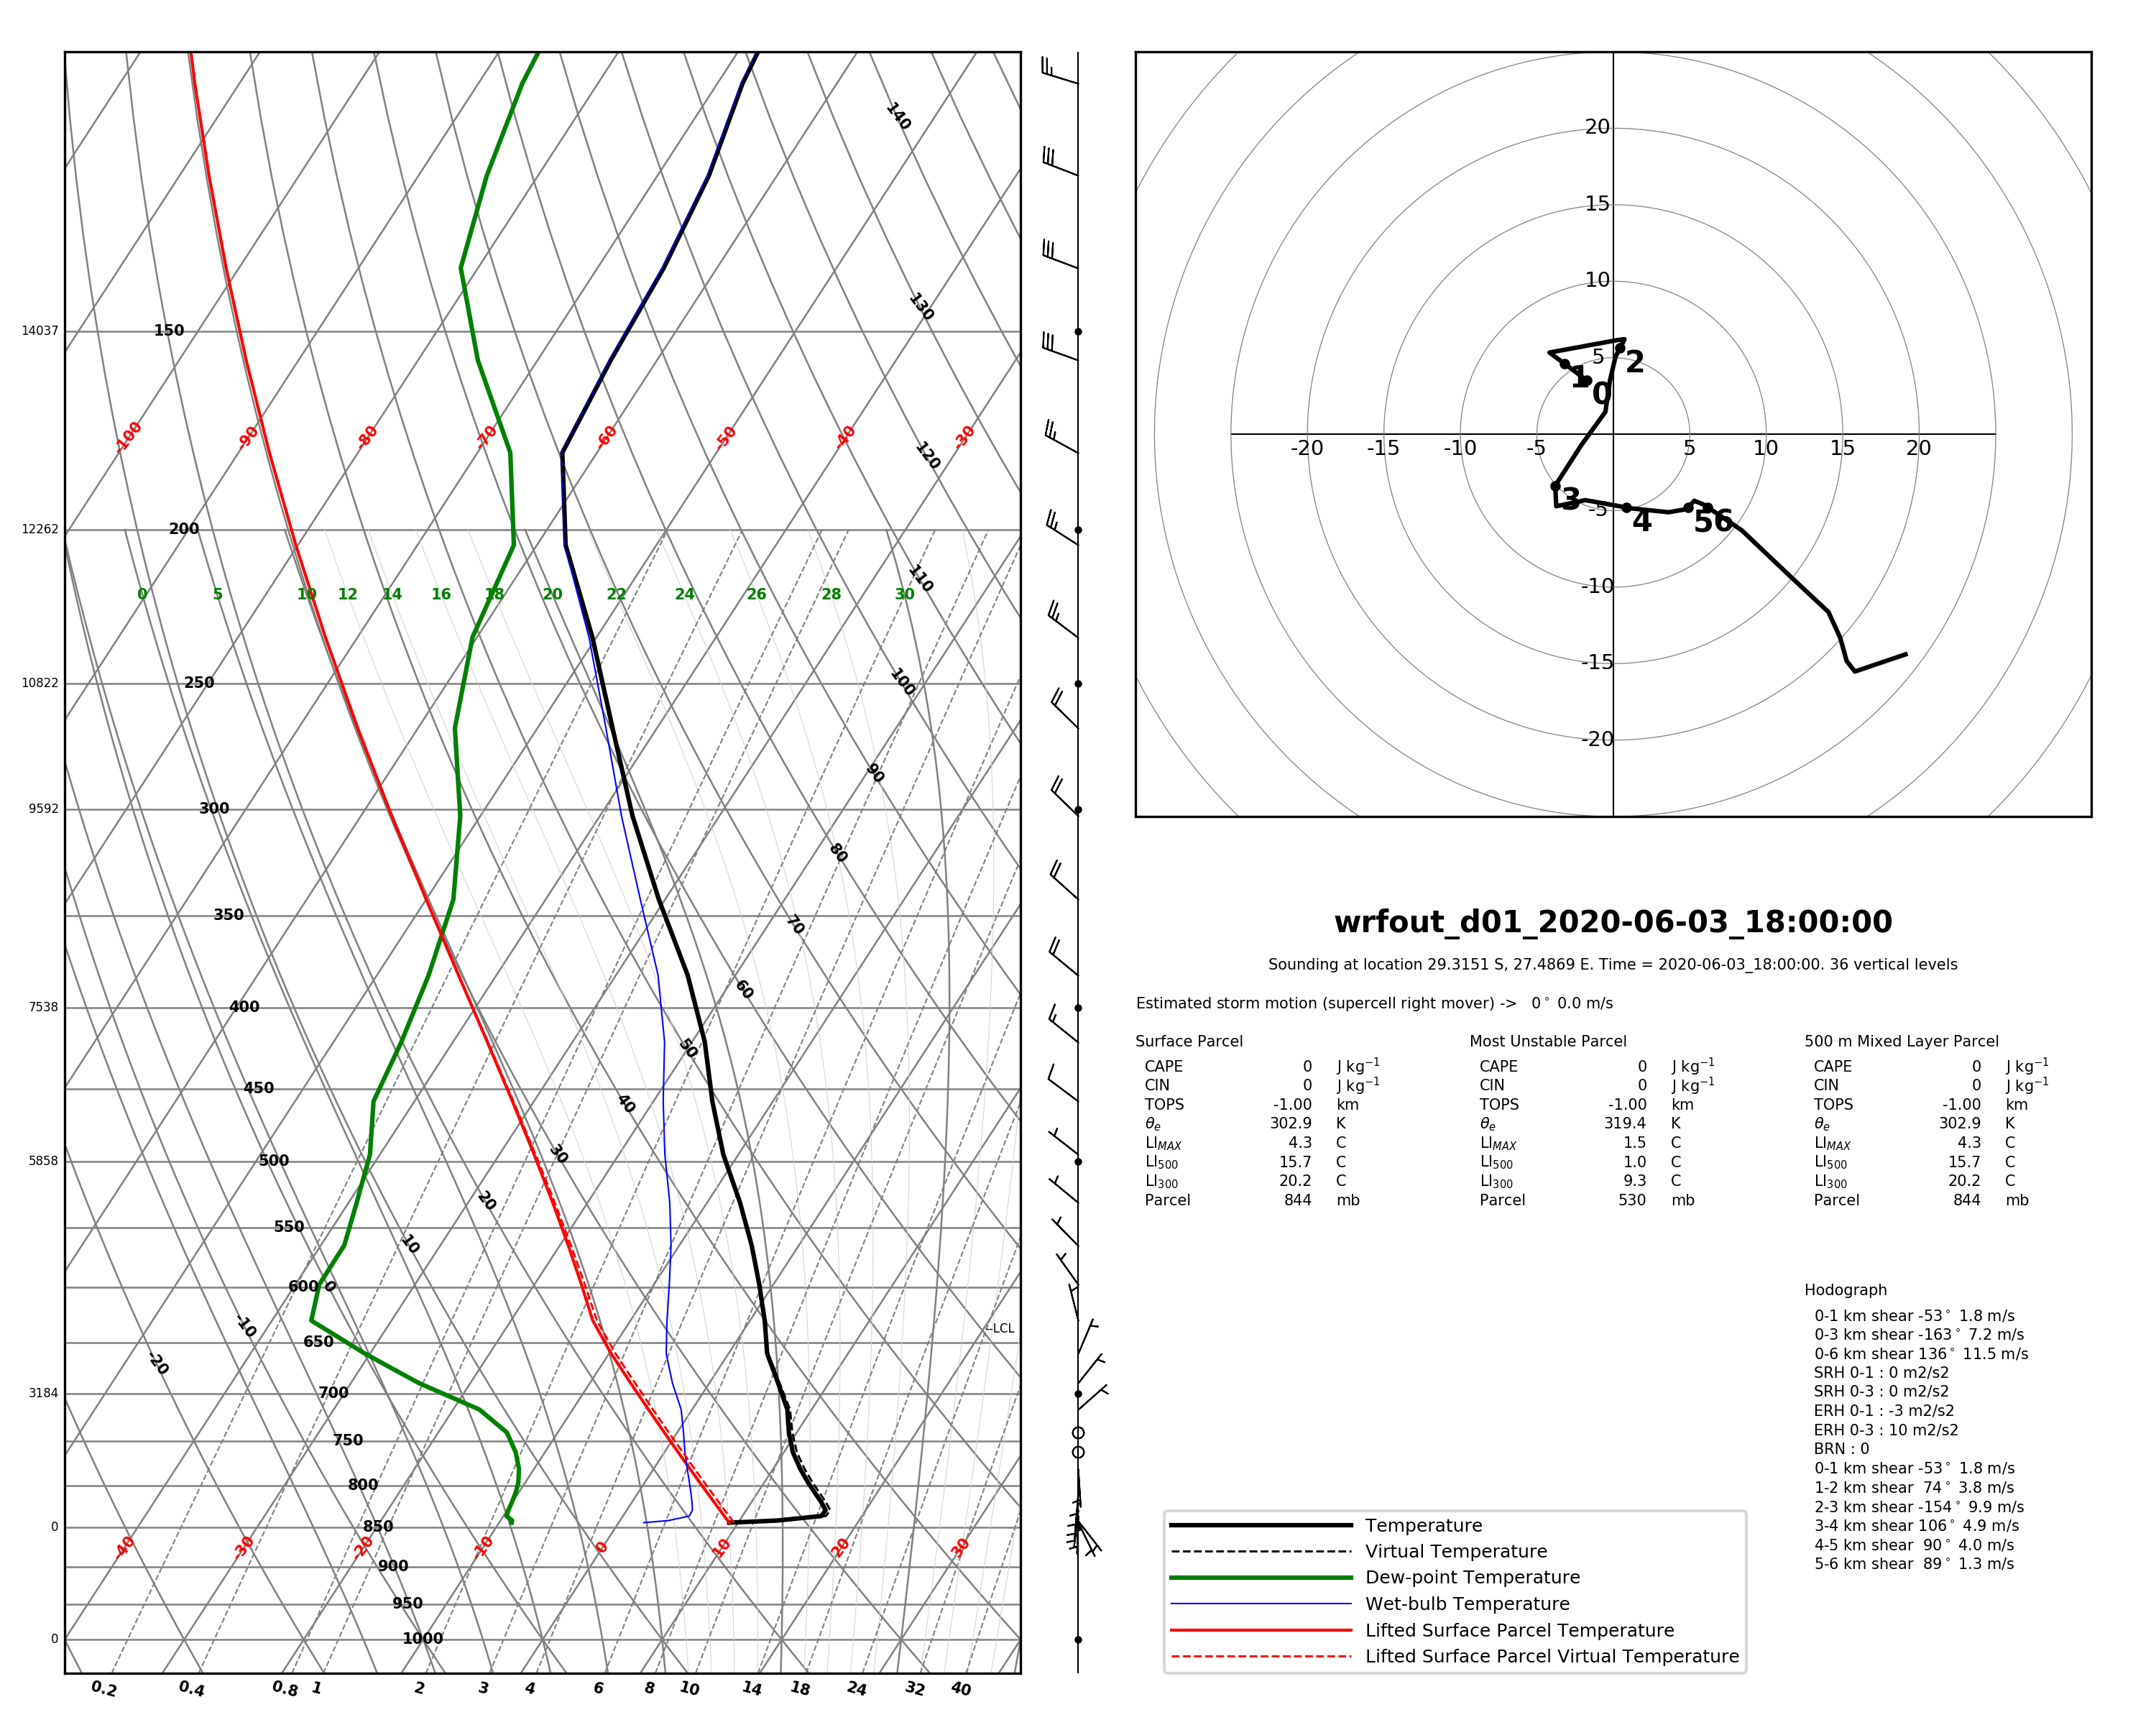 140
130
14037 150
-100 -90 -80 -70 -60 -50 -40 -30
120
12262 200
110
0 5 10 12 14 16 18 20 22 24 26 28 30
10822 250
100
90
9592 300
80
350
70
60
7538 400
50
450
40
5858 500
30
20
550
10
600 0
-10
650
--LCL
-20
3184 700
750
800
0 850
-40 -30 -20 -10 0 10 20 30
900
950
0 1000
0.2 0.4 0.8 1 2 3 4 6 8 10 14 18 24 32 40
20
15
10
5
-20 -15 -10 -5 5 10 15 20
-5
-10
-15
-20
0 1 2 3 4 5 6
wrfout_d01_2020-06-03_18:00:00
Sounding at location 29.3151 S, 27.4869 E. Time = 2020-06-03_18:00:00. 36 vertical levels
Estimated storm motion (supercell right mover) -> 0° 0.0 m/s
Surface Parcel
CAPE 0 J kg⁻¹
CIN 0 J kg⁻¹
TOPS -1.00 km
θₑ 302.9 K
LI_MAX 4.3 C
LI₅₀₀ 15.7 C
LI₃₀₀ 20.2 C
Parcel 844 mb
Most Unstable Parcel
CAPE 0 J kg⁻¹
CIN 0 J kg⁻¹
TOPS -1.00 km
θₑ 319.4 K
LI_MAX 1.5 C
LI₅₀₀ 1.0 C
LI₃₀₀ 9.3 C
Parcel 530 mb
500 m Mixed Layer Parcel
CAPE 0 J kg⁻¹
CIN 0 J kg⁻¹
TOPS -1.00 km
θₑ 302.9 K
LI_MAX 4.3 C
LI₅₀₀ 15.7 C
LI₃₀₀ 20.2 C
Parcel 844 mb
Hodograph
0-1 km shear -53° 1.8 m/s
0-3 km shear -163° 7.2 m/s
0-6 km shear 136° 11.5 m/s
SRH 0-1 : 0 m2/s2
SRH 0-3 : 0 m2/s2
ERH 0-1 : -3 m2/s2
ERH 0-3 : 10 m2/s2
BRN : 0
0-1 km shear -53° 1.8 m/s
1-2 km shear 74° 3.8 m/s
2-3 km shear -154° 9.9 m/s
3-4 km shear 106° 4.9 m/s
4-5 km shear 90° 4.0 m/s
5-6 km shear 89° 1.3 m/s
Temperature
Virtual Temperature
Dew-point Temperature
Wet-bulb Temperature
Lifted Surface Parcel Temperature
Lifted Surface Parcel Virtual Temperature